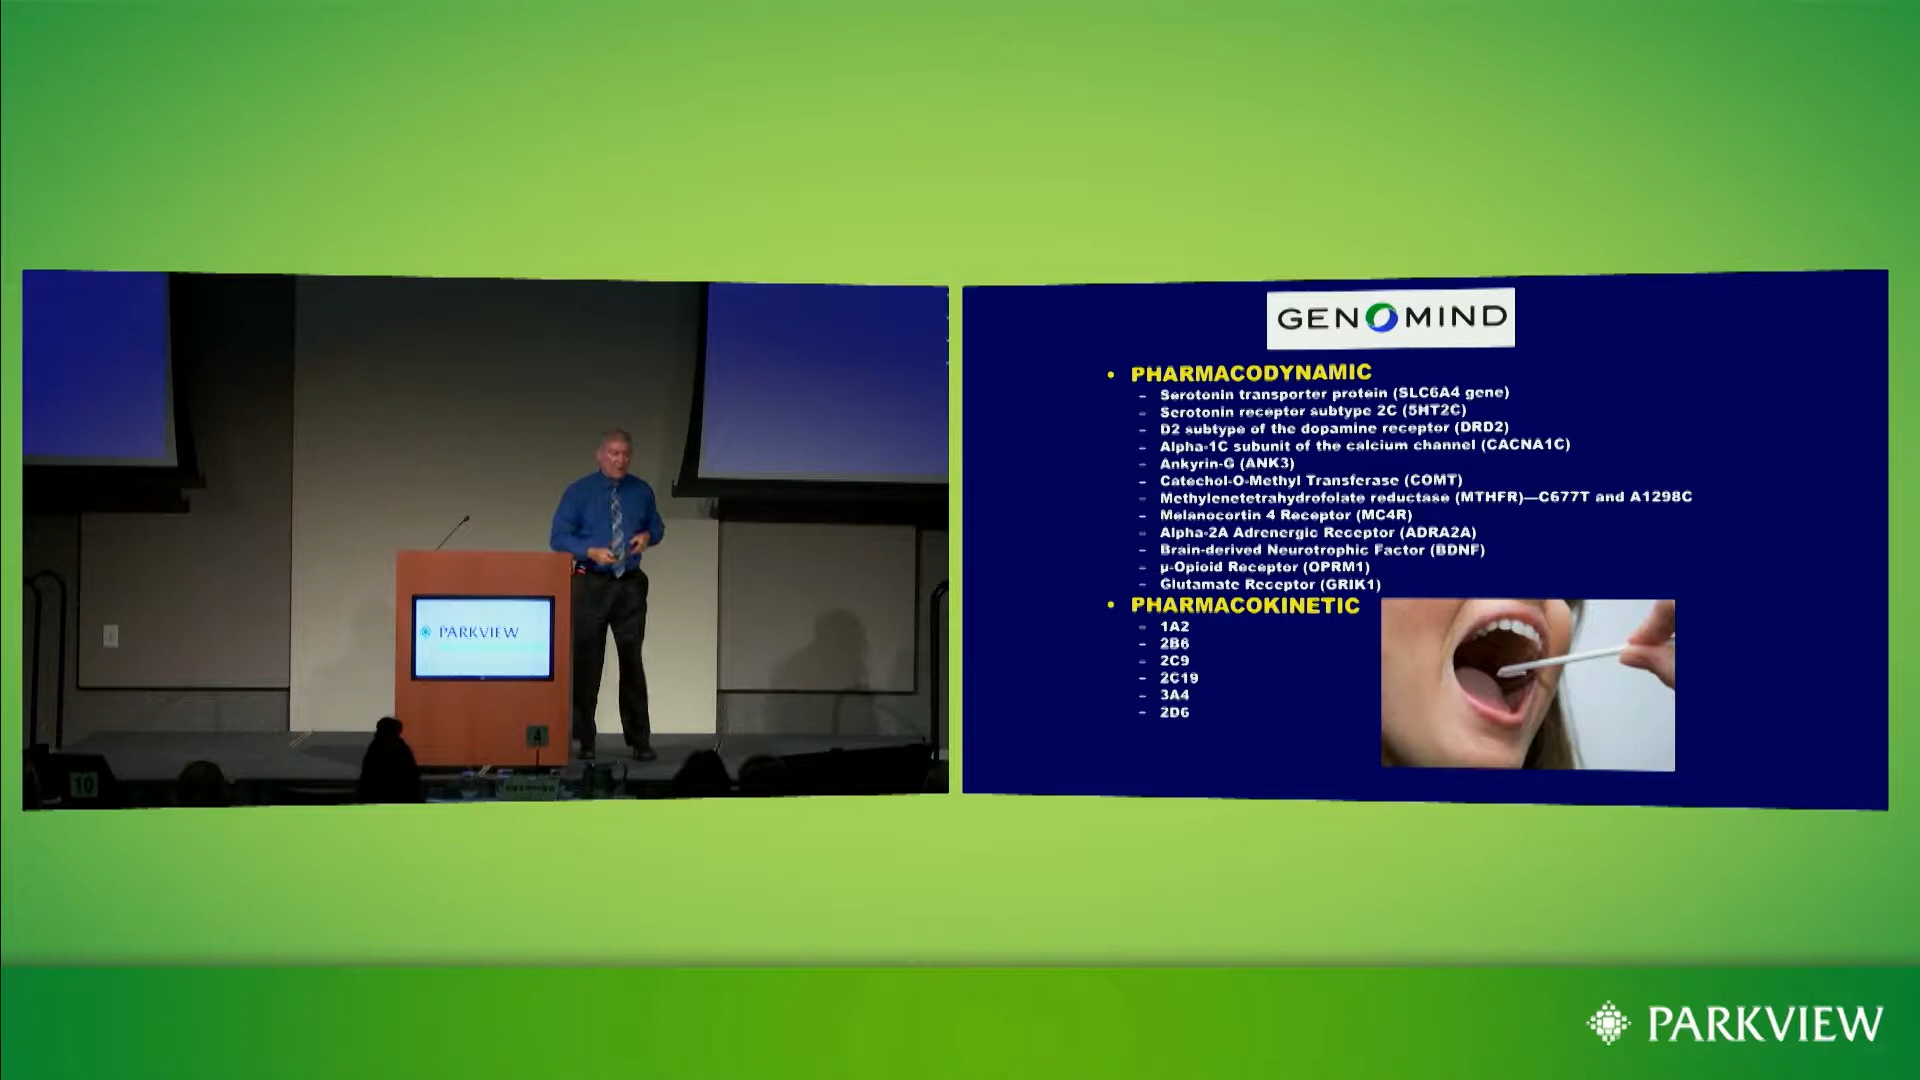 PARKVIEW
4
10
GENOMIND
• PHARMACODYNAMIC
– Serotonin transporter protein (SLC6A4 gene)
– Serotonin receptor subtype 2C (5HT2C)
– D2 subtype of the dopamine receptor (DRD2)
– Alpha-1C subunit of the calcium channel (CACNA1C)
– Ankyrin-G (ANK3)
– Catechol-O-Methyl Transferase (COMT)
– Methylenetetrahydrofolate reductase (MTHFR)—C677T and A1298C
– Melanocortin 4 Receptor (MC4R)
– Alpha-2A Adrenergic Receptor (ADRA2A)
– Brain-derived Neurotrophic Factor (BDNF)
– µ-Opioid Receptor (OPRM1)
– Glutamate Receptor (GRIK1)
• PHARMACOKINETIC
– 1A2
– 2B6
– 2C9
– 2C19
– 3A4
– 2D6
PARKVIEW